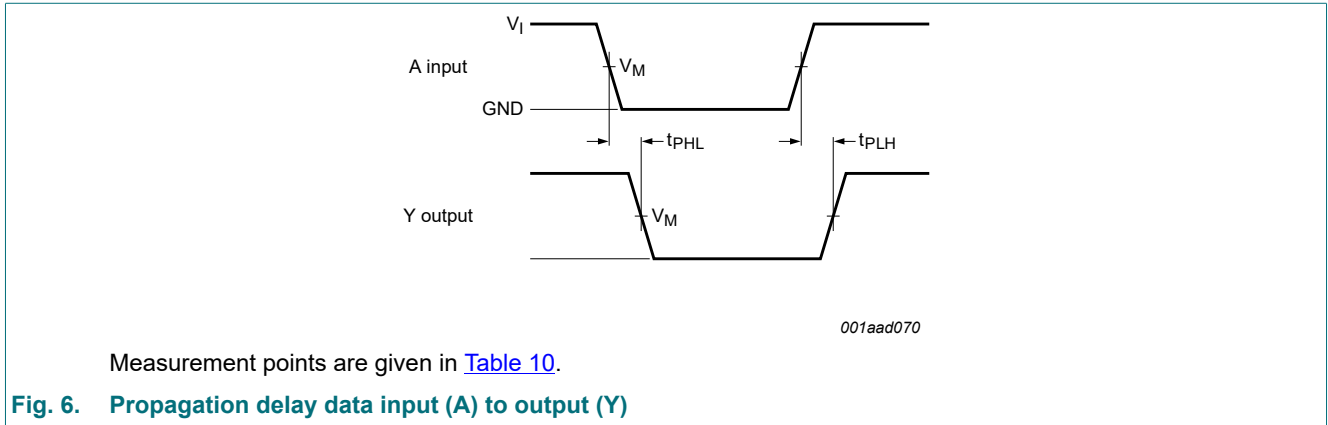 V_I
A input
V_M
GND
t_PHL
t_PLH
Y output
V_M
001aad070
Measurement points are given in Table 10.
Fig. 6. Propagation delay data input (A) to output (Y)